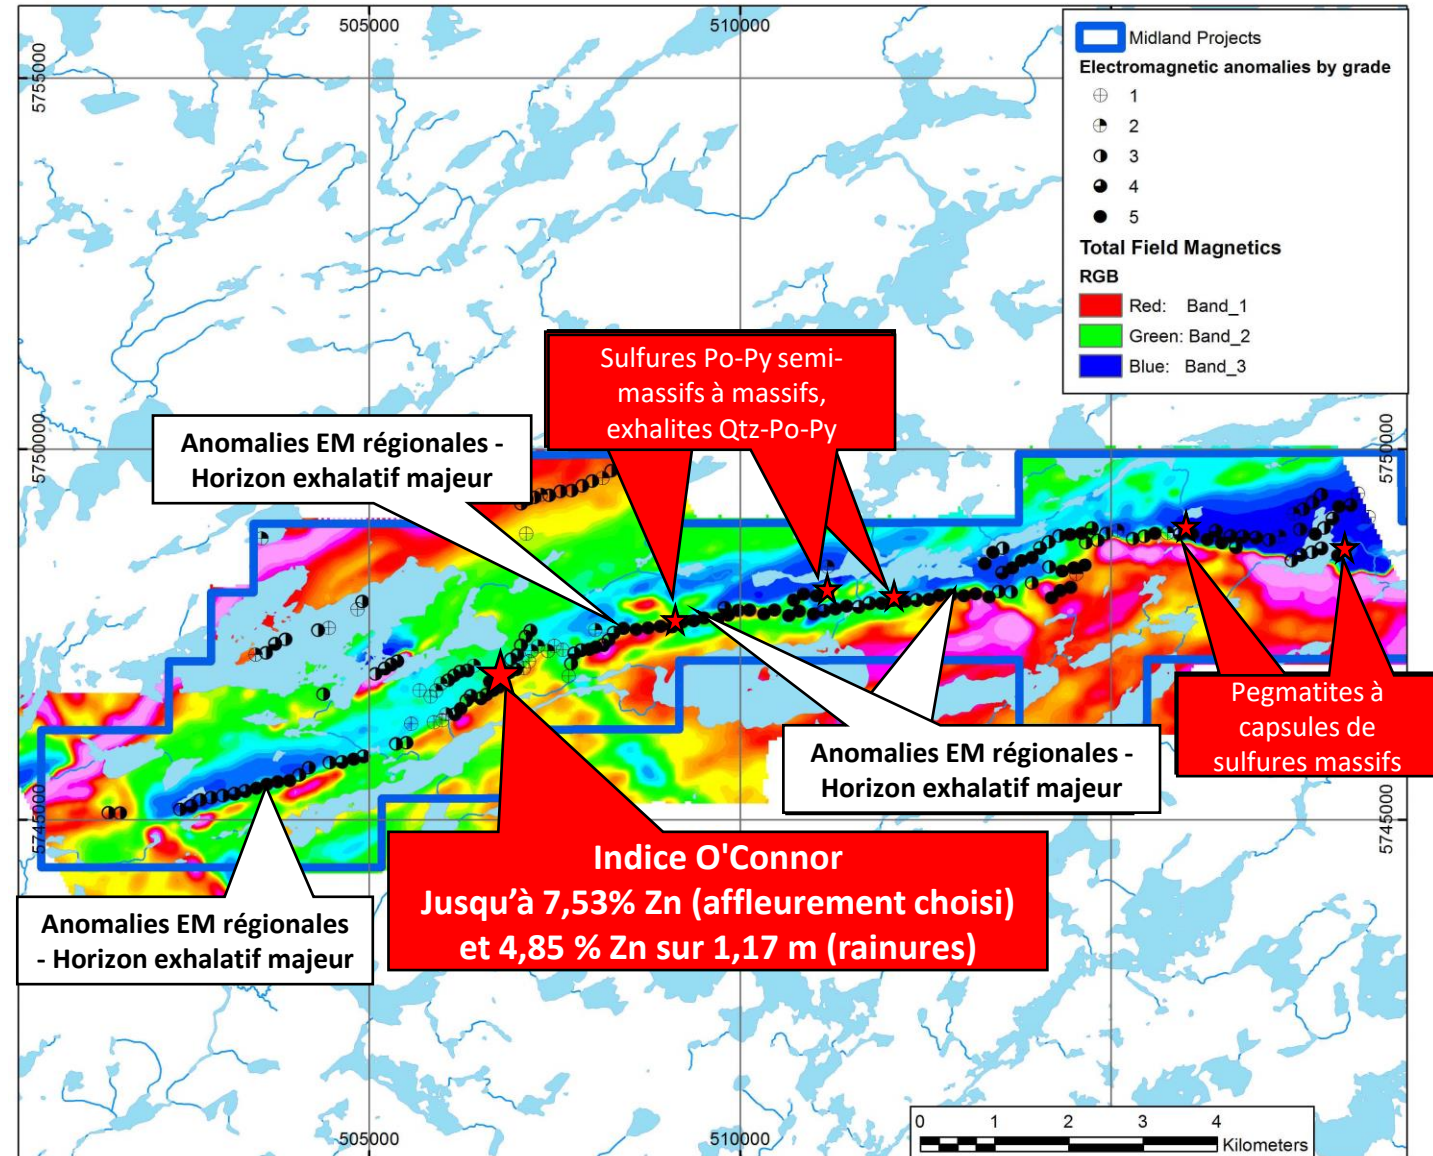 505000
510000
5755000
Midland Projects
Electromagnetic anomalies by grade
1
2
3
4
5
Total Field Magnetics
RGB
Red: Band_1
Green: Band_2
Blue: Band_3
Sulfures Po-Py semi-
massifs à massifs,
exhalites Qtz-Po-Py
Anomalies EM régionales -
Horizon exhalatif majeur
5750000
5750000
Pegmatites à
capsules de
sulfures massifs
Anomalies EM régionales -
Horizon exhalatif majeur
5745000
5745000
Indice O'Connor
Jusqu'à 7,53% Zn (affleurement choisi)
et 4,85 % Zn sur 1,17 m (rainures)
Anomalies EM régionales
- Horizon exhalatif majeur
505000
510000
0 1 2 3 4
Kilometers